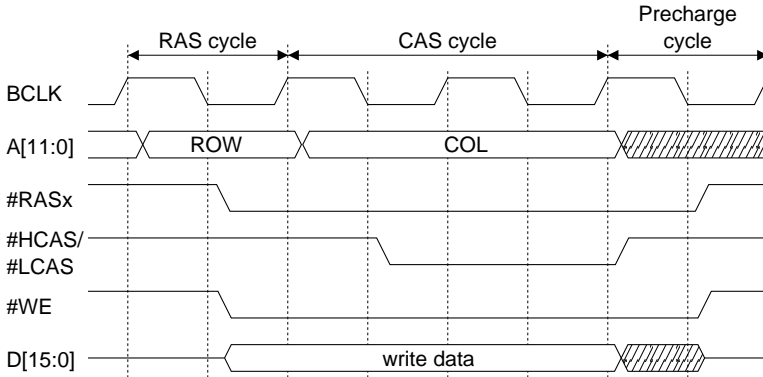 Precharge
RAS cycle CAS cycle cycle
BCLK
A[11:0] ROW COL
#RASx
#HCAS/
#LCAS
#WE
D[15:0] write data